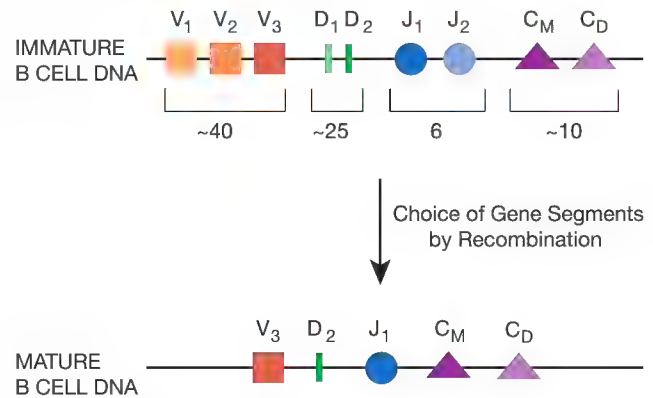 V1 V2 V3 D1 D2 J1 J2 CM CD
IMMATURE
B CELL DNA
~40 ~25 6 ~10
Choice of Gene Segments
by Recombination
V3 D2 J1 CM CD
MATURE
B CELL DNA